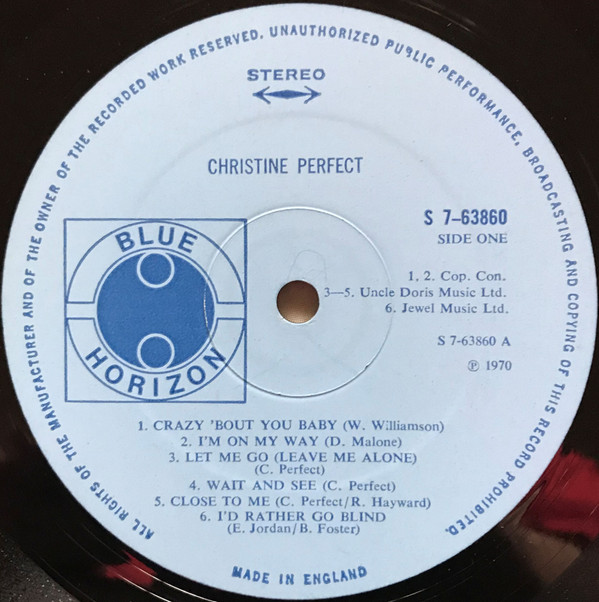 ALL RIGHTS OF THE MANUFACTURER AND OF THE OWNER OF THE RECORDED WORK RESERVED. UNAUTHORIZED PUBLIC PERFORMANCE, BROADCASTING AND COPYING OF THIS RECORD PROHIBITED.
STEREO
CHRISTINE PERFECT
BLUE
HORIZON
S 7-63860
SIDE ONE
1, 2. Cop. Con.
3—5. Uncle Doris Music Ltd.
6. Jewel Music Ltd.
S 7-63860 A
℗ 1970
1. CRAZY 'BOUT YOU BABY (W. Williamson)
2. I'M ON MY WAY (D. Malone)
3. LET ME GO (LEAVE ME ALONE)
(C. Perfect)
4. WAIT AND SEE (C. Perfect)
5. CLOSE TO ME (C. Perfect/R. Hayward)
6. I'D RATHER GO BLIND
(E. Jordan/B. Foster)
MADE IN ENGLAND